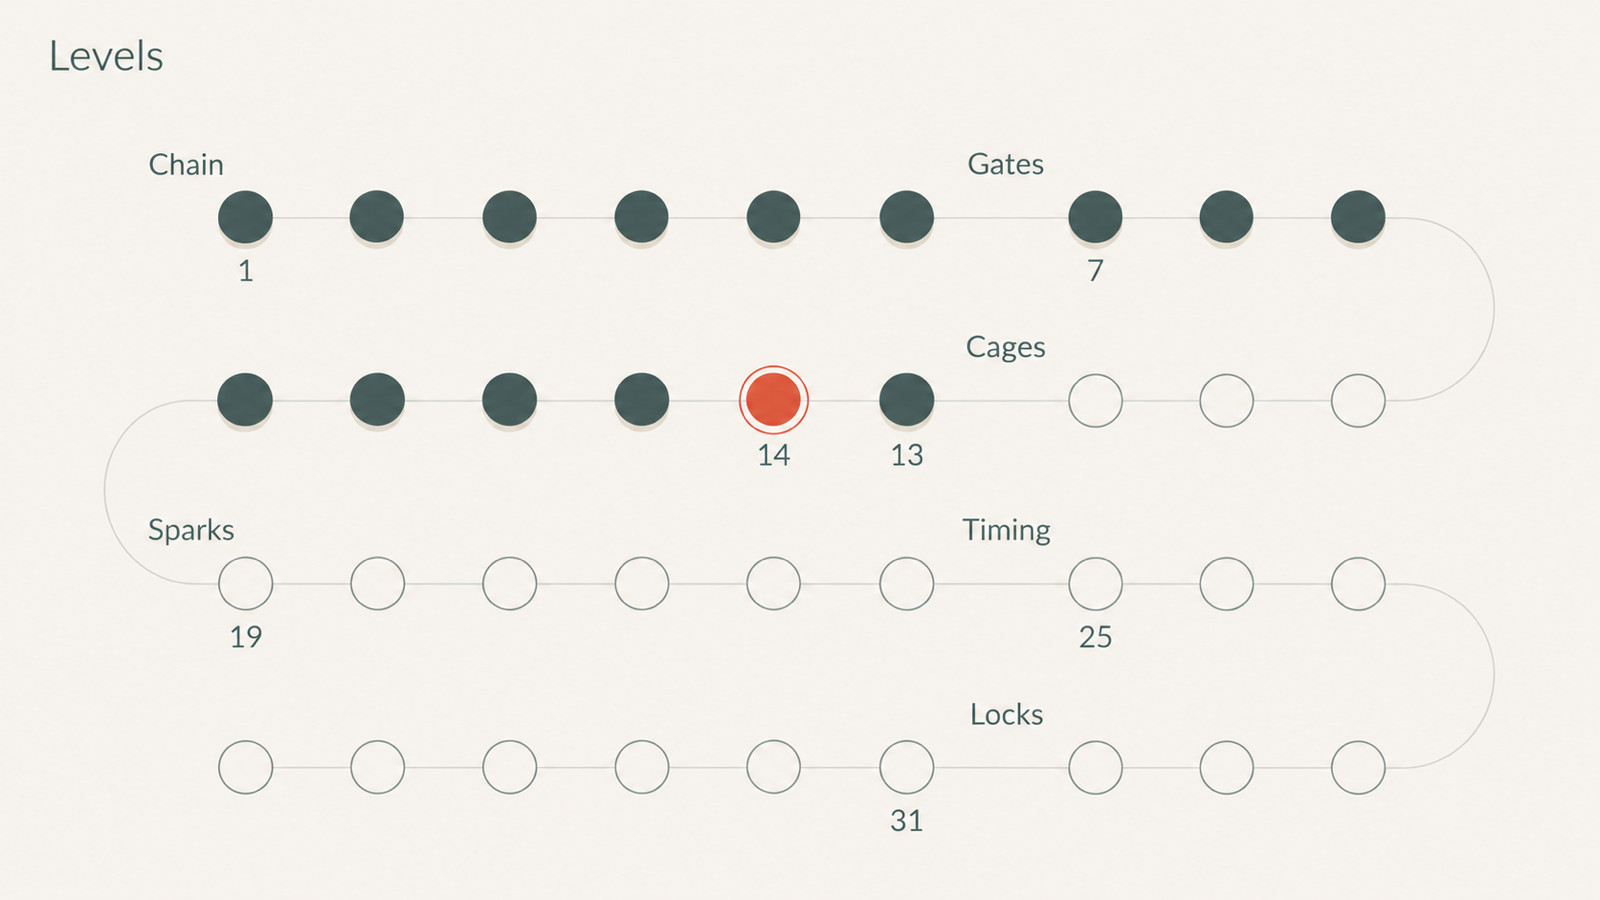 Levels
Chain
Gates
1
7
Cages
14
13
Sparks
Timing
19
25
Locks
31